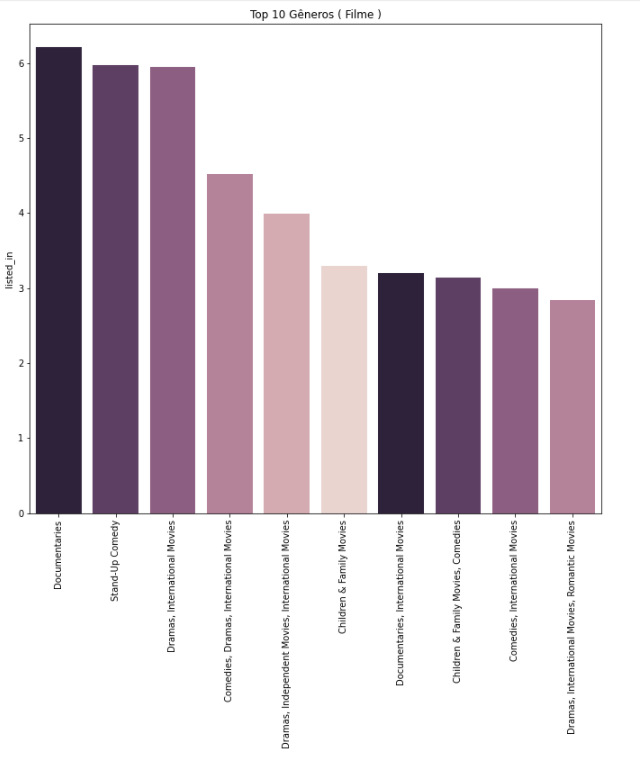 Top 10 Gêneros ( Filme )
listed_in
6
5
4
3
2
1
0
Documentaries
Stand-Up Comedy
Dramas, International Movies
Comedies, Dramas, International Movies
Dramas, Independent Movies, International Movies
Children & Family Movies
Documentaries, International Movies
Children & Family Movies, Comedies
Comedies, International Movies
Dramas, International Movies, Romantic Movies